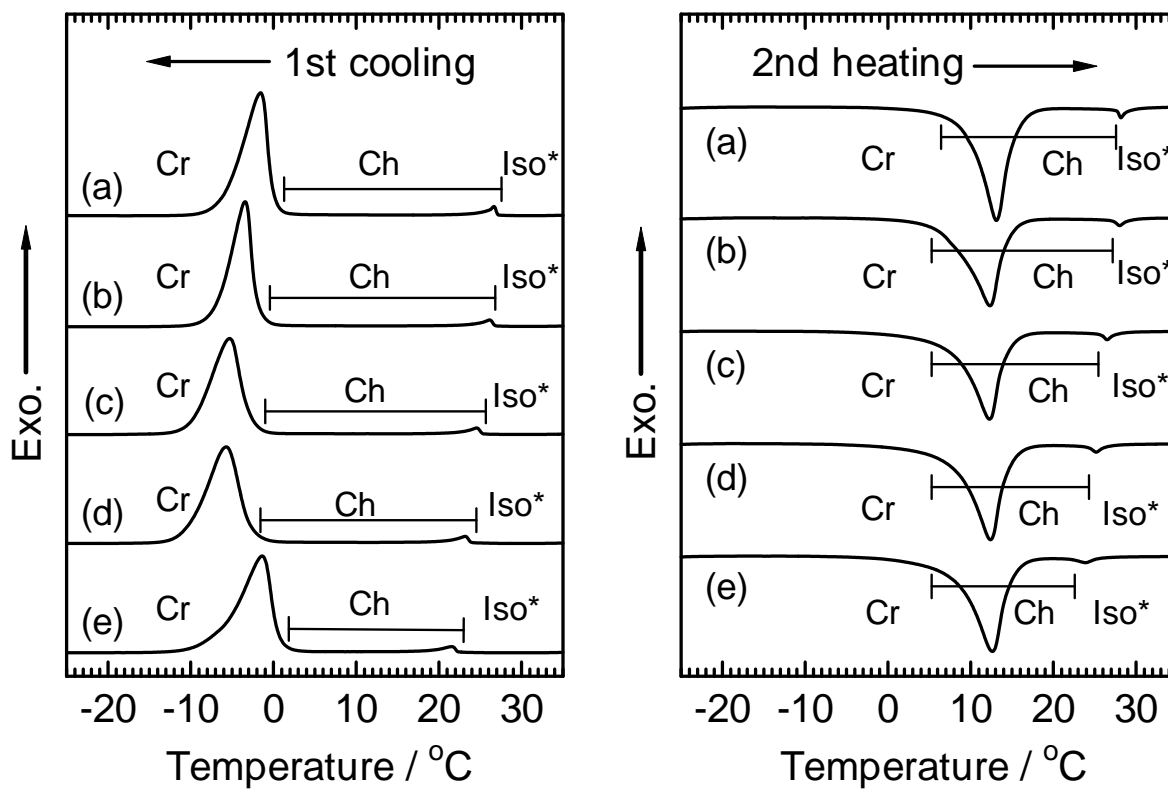 1st cooling
Exo.
(a) Cr Ch Iso*
(b) Cr Ch Iso*
(c) Cr Ch Iso*
(d) Cr Ch Iso*
(e) Cr Ch Iso*
-20 -10 0 10 20 30
Temperature / °C
2nd heating
Exo.
(a) Cr Ch Iso*
(b) Cr Ch Iso*
(c) Cr Ch Iso*
(d) Cr Ch Iso*
(e) Cr Ch Iso*
-20 -10 0 10 20 30
Temperature / °C